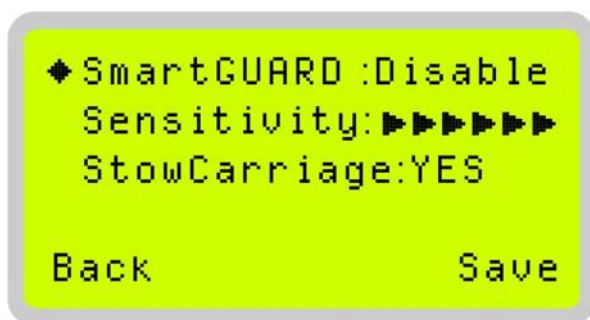 ◆SmartGUARD :Disable
Sensitivity:▶▶▶▶▶▶
StowCarriage:YES
Back Save